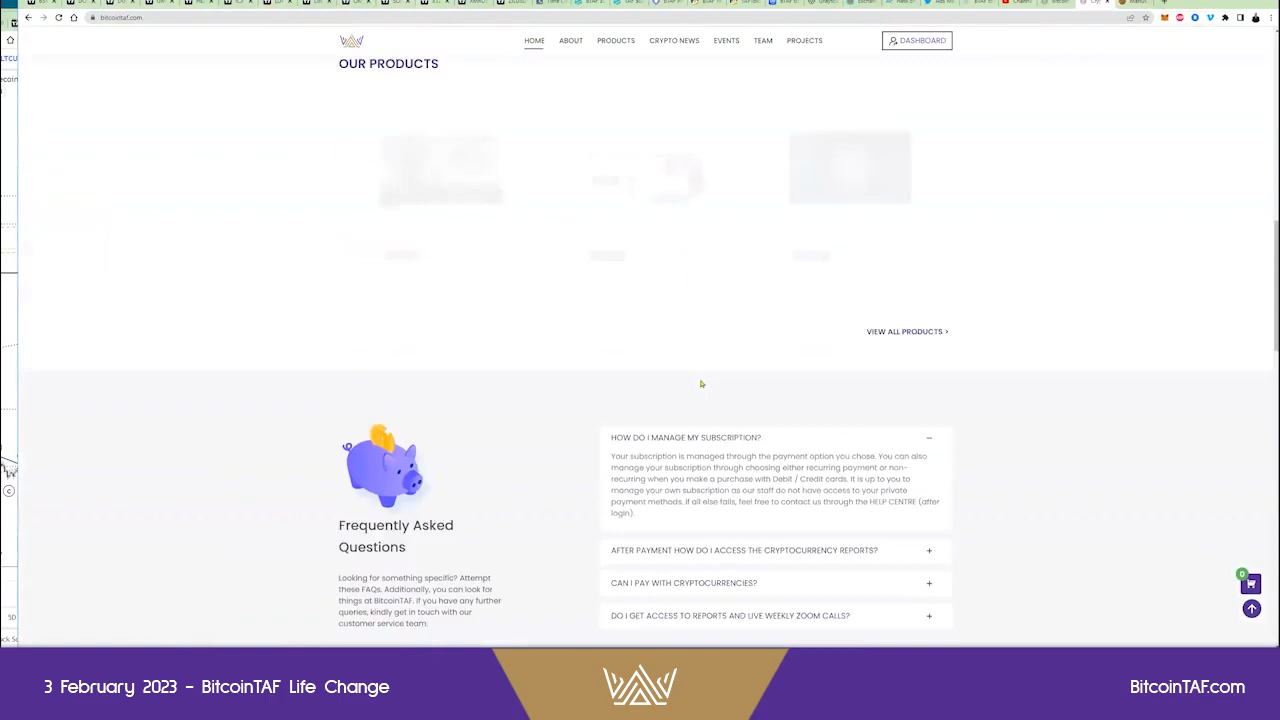 bitcointaf.com
HOME ABOUT PRODUCTS CRYPTO NEWS EVENTS TEAM PROJECTS DASHBOARD
OUR PRODUCTS
VIEW ALL PRODUCTS >
Frequently Asked
Questions
Looking for something specific? Attempt
these FAQs. Additionally, you can look for
things at BitcoinTAF. If you have any further
queries, kindly get in touch with our
customer service team.
HOW DO I MANAGE MY SUBSCRIPTION? –
Your subscription is managed through the payment option you chose. You can also
manage your subscription through choosing either recurring payment or non-
recurring when you make a purchase with Debit / Credit cards. It is up to you to
manage your own subscription as our staff do not have access to your private
payment methods. If all else fails, feel free to contact us through the HELP CENTRE (after
login).
AFTER PAYMENT HOW DO I ACCESS THE CRYPTOCURRENCY REPORTS? +
CAN I PAY WITH CRYPTOCURRENCIES? +
DO I GET ACCESS TO REPORTS AND LIVE WEEKLY ZOOM CALLS? +
0
3 February 2023 - BitcoinTAF Life Change
BitcoinTAF.com